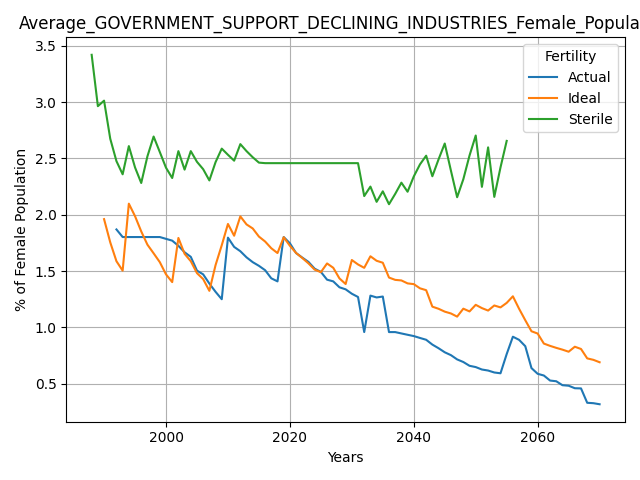 Average_GOVERNMENT_SUPPORT_DECLINING_INDUSTRIES_Female_Popula
Fertility
Actual
Ideal
Sterile
% of Female Population
3.5
3.0
2.5
2.0
1.5
1.0
0.5
2000
2020
2040
2060
Years